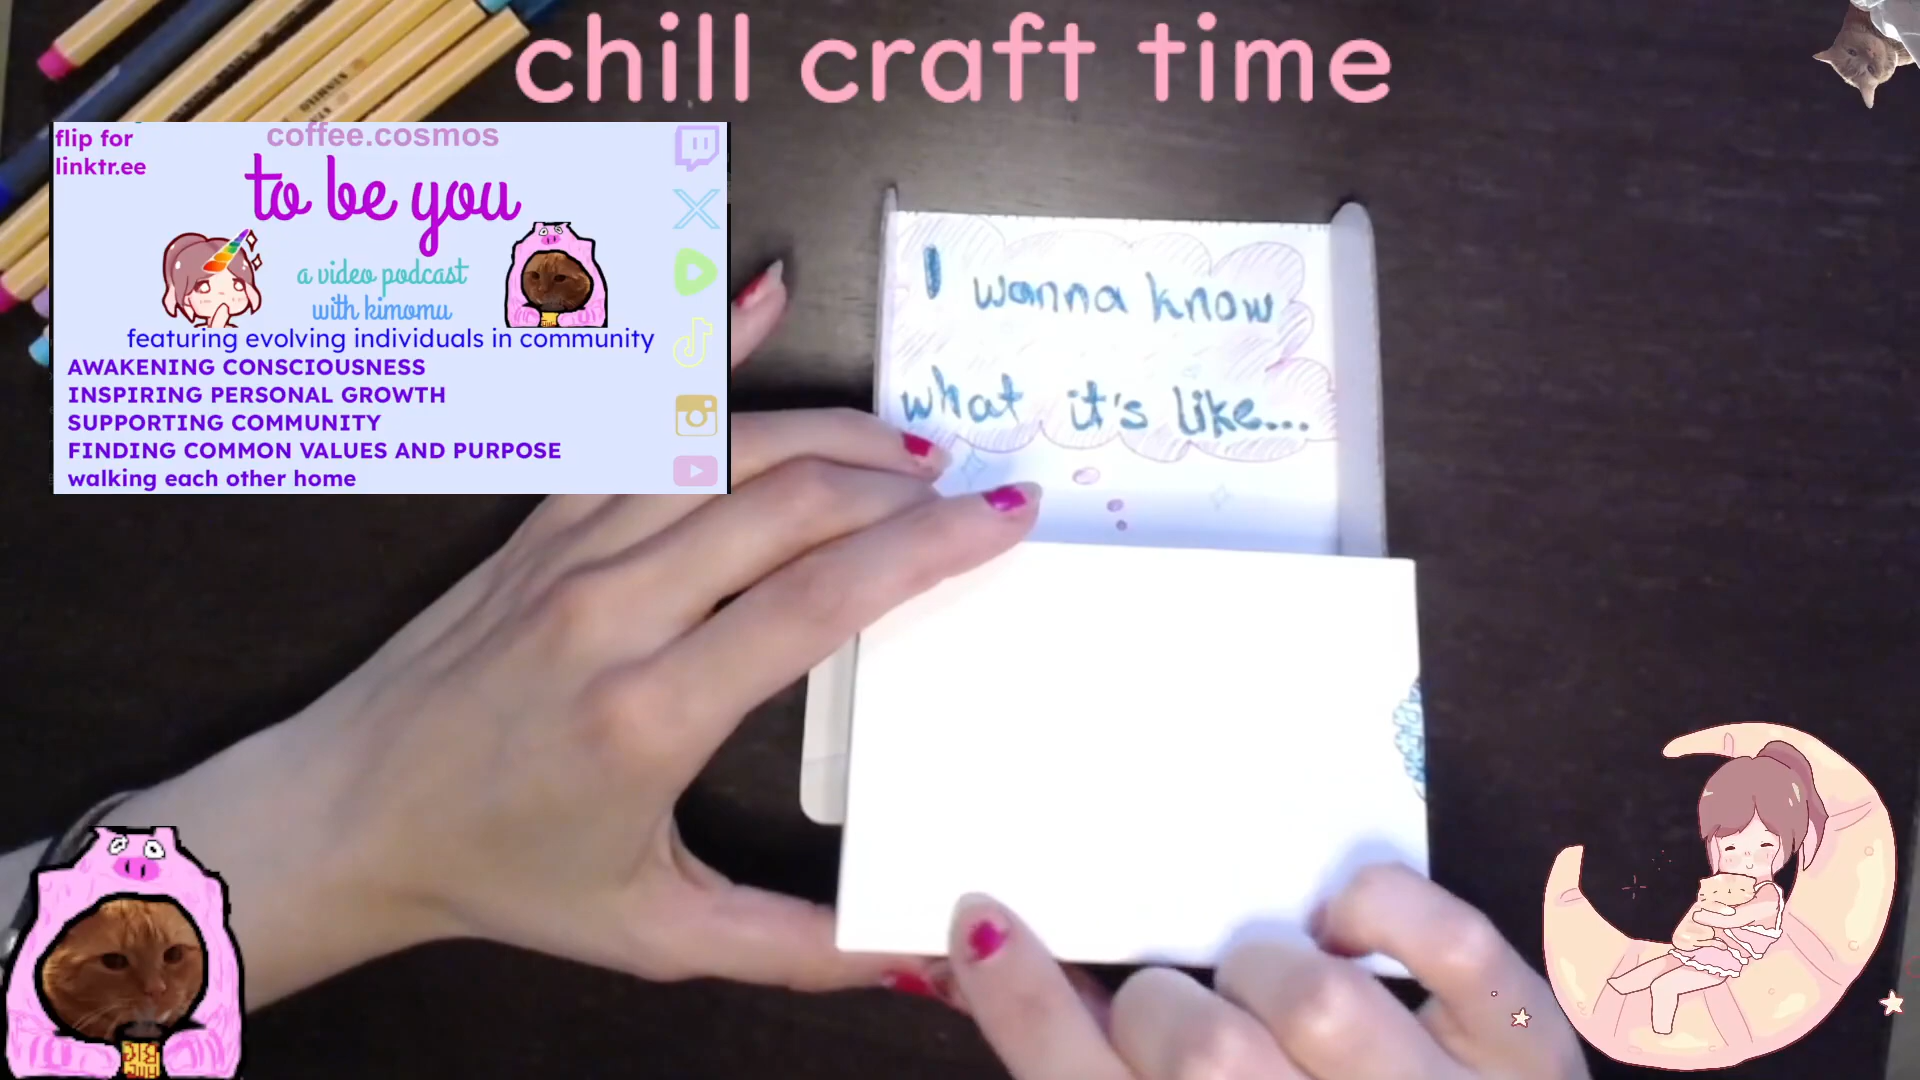 chill craft time
flip for
linktr.ee
coffee.cosmos
to be you
a video podcast
with kimomu
featuring evolving individuals in community
AWAKENING CONSCIOUSNESS
INSPIRING PERSONAL GROWTH
SUPPORTING COMMUNITY
FINDING COMMON VALUES AND PURPOSE
walking each other home
I wanna know
what it's like...